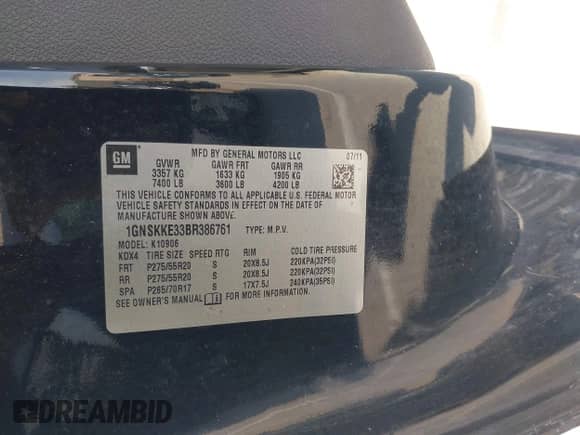 GM
MFD BY GENERAL MOTORS LLC 07/11
GVWR GAWR FRT GAWR RR
3357 KG 1633 KG 1905 KG
7400 LB 3600 LB 4200 LB
THIS VEHICLE CONFORMS TO ALL APPLICABLE U.S. FEDERAL MOTOR
VEHICLE SAFETY STANDARDS IN EFFECT ON THE DATE OF
MANUFACTURE SHOWN ABOVE.
1GNSKKE33BR386761 TYPE: M.P.V.
MODEL: K10906
KDX4 TIRE SIZE SPEED RTG RIM COLD TIRE PRESSURE
FRT P275/55R20 S 20X8.5J 220KPA(32PSI)
RR P275/55R20 S 20X8.5J 220KPA(32PSI)
SPA P265/70R17 S 17X7.5J 240KPA(35PSI)
SEE OWNER'S MANUAL FOR MORE INFORMATION.
DREAMBID